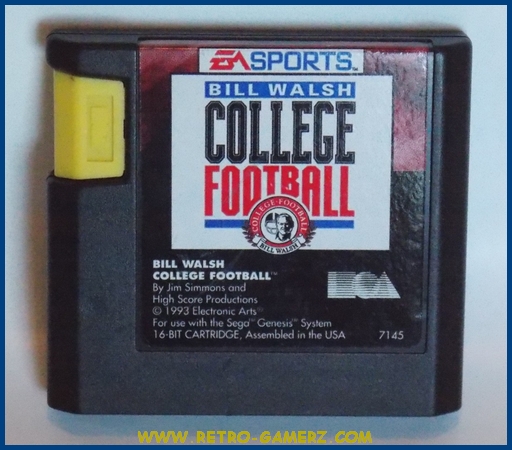 EA SPORTS™
BILL WALSH
COLLEGE
FOOTBALL
COLLEGE FOOTBALL
BILL WALSH
BILL WALSH
COLLEGE FOOTBALL™
By Jim Simmons and
High Score Productions
© 1993 Electronic Arts
For use with the Sega™ Genesis™ System
16-BIT CARTRIDGE, Assembled in the USA 7145
EA
WWW.RETRO-GAMERZ.COM